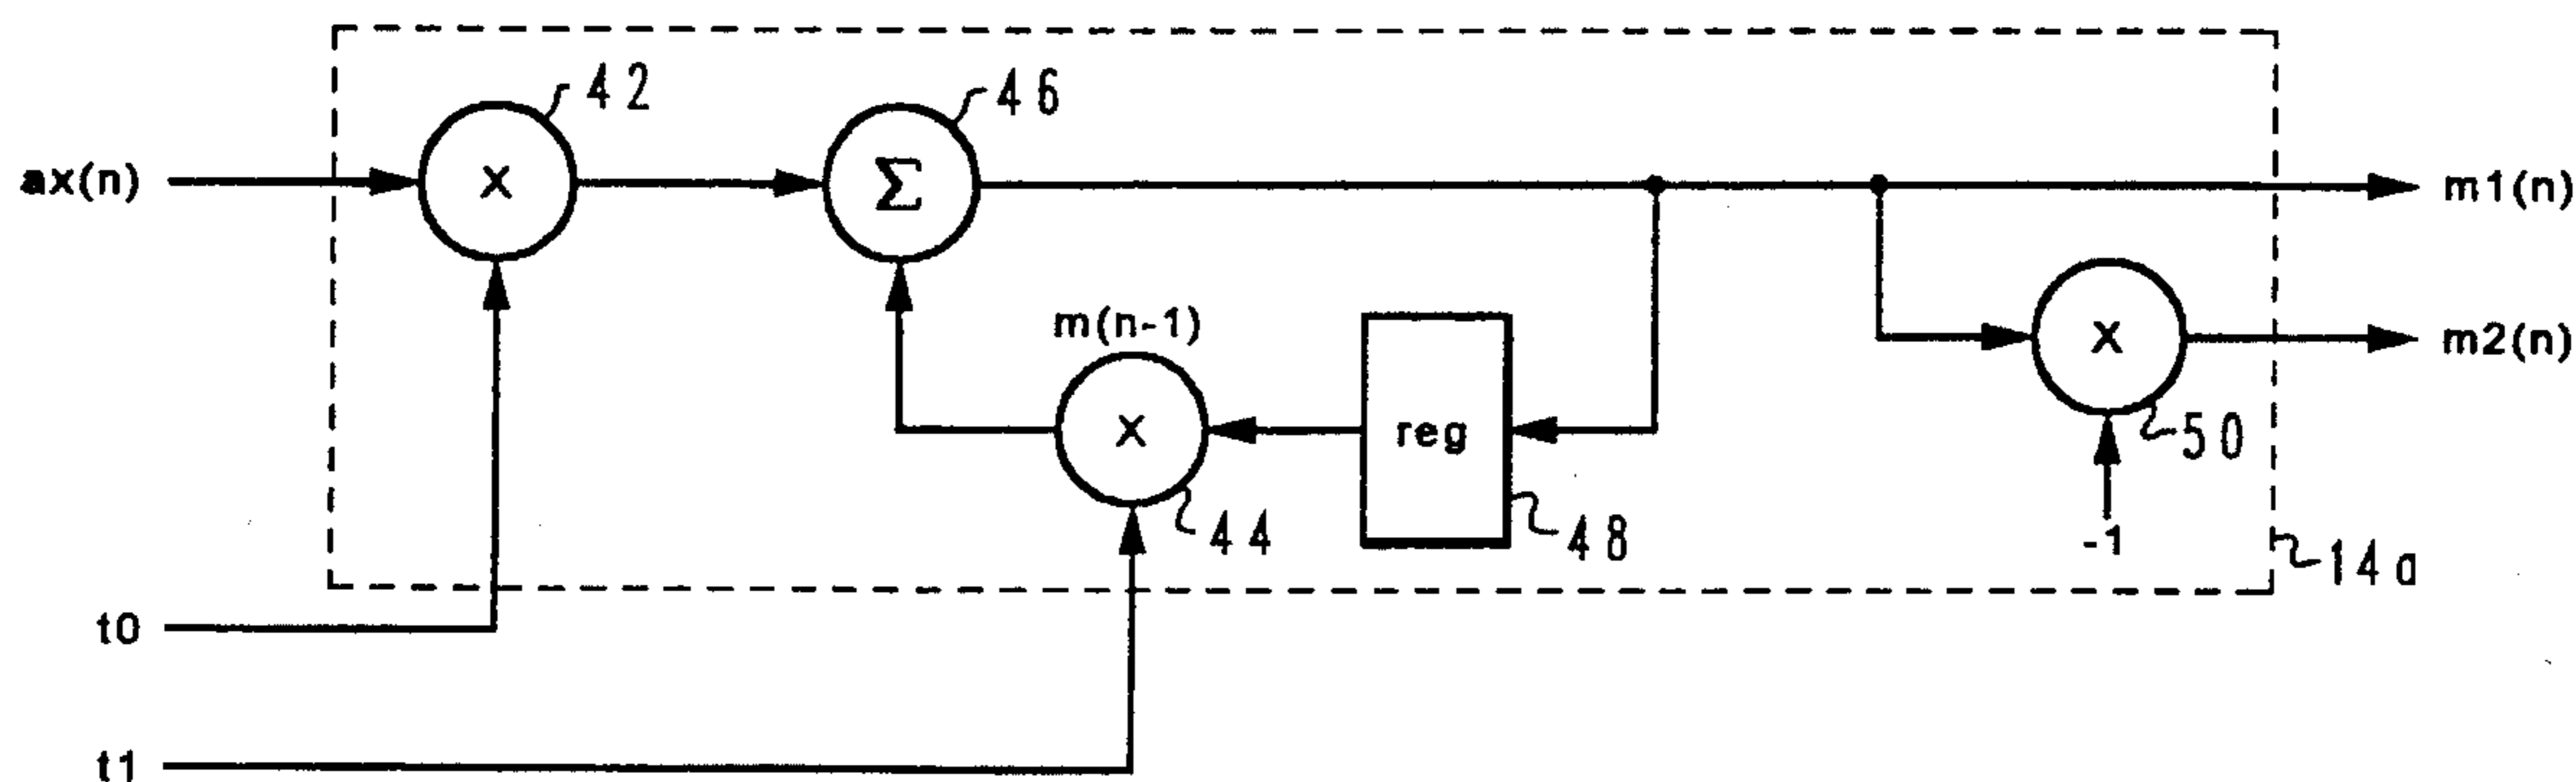 42
46
ax(n)
x
Σ
m1(n)
m(n-1)
x
reg
x
m2(n)
44
48
50
-1
14a
t0
t1